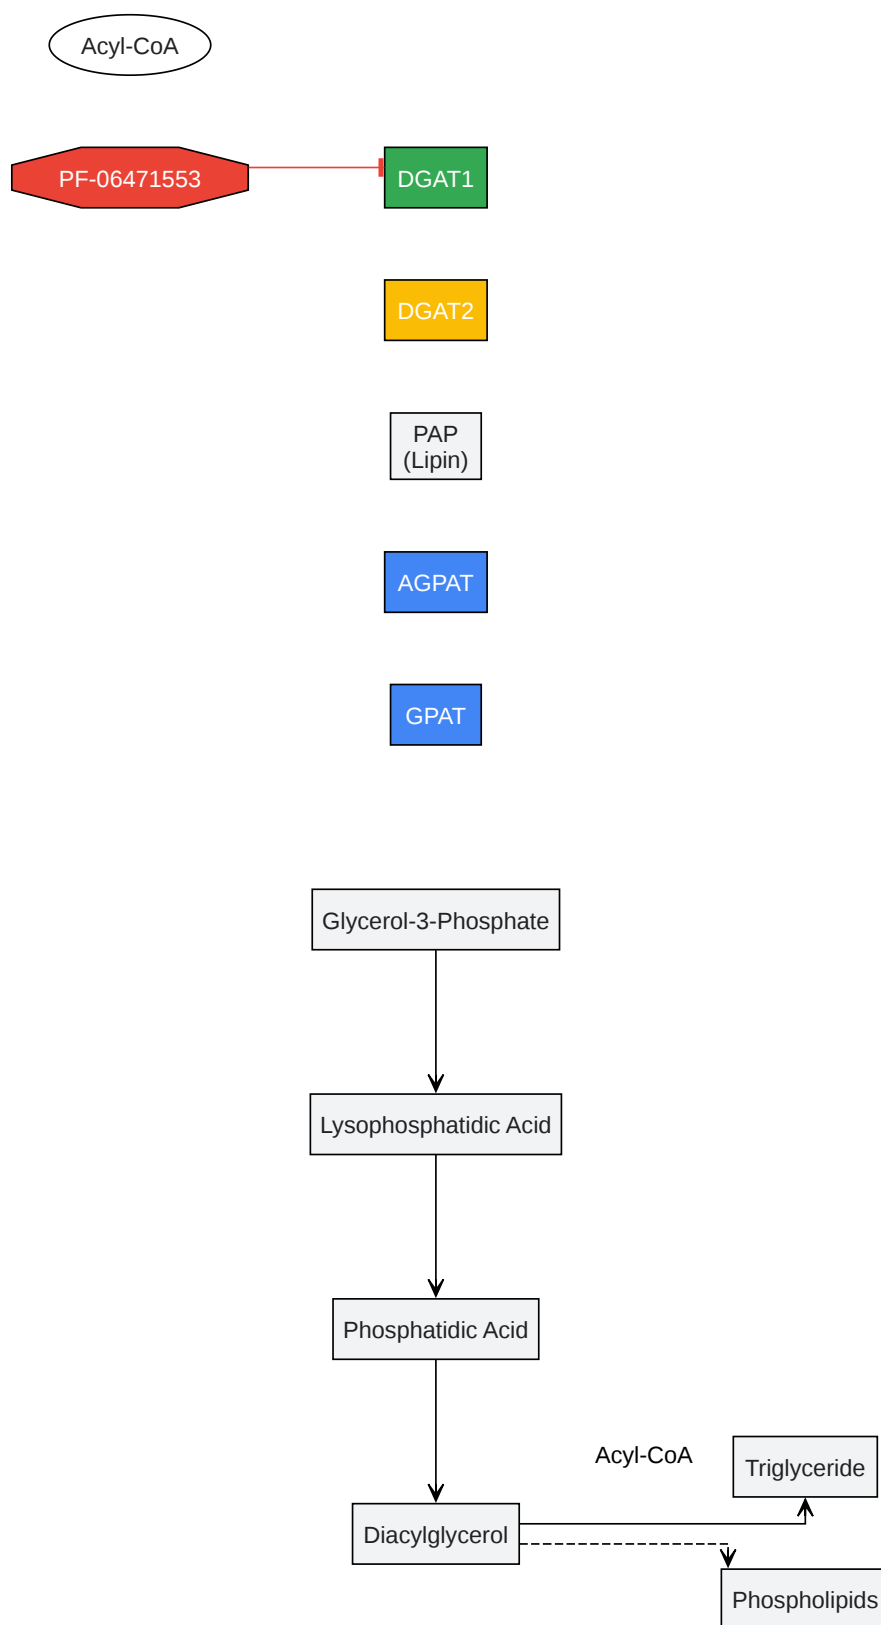 Acyl-CoA
PF-06471553
DGAT1
DGAT2
PAP
(Lipin)
AGPAT
GPAT
Glycerol-3-Phosphate
Lysophosphatidic Acid
Phosphatidic Acid
Acyl-CoA
Triglyceride
Diacylglycerol
Phospholipids